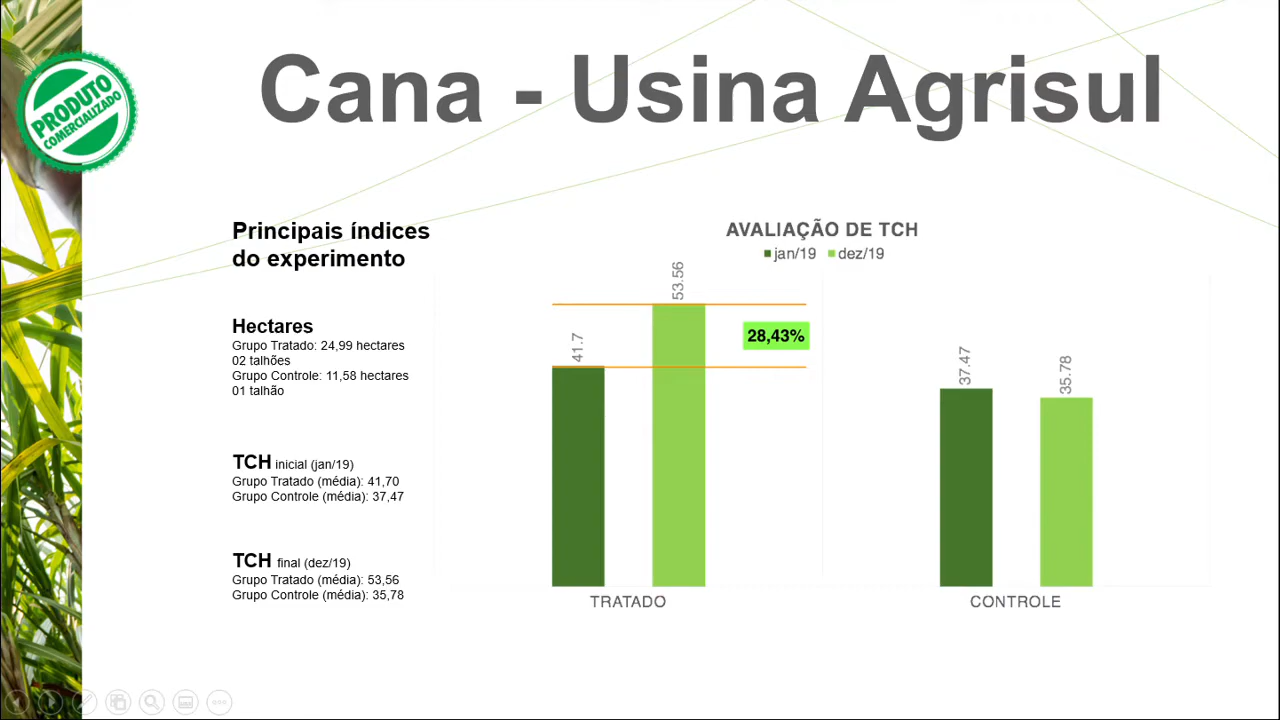 PRODUTO
COMERCIALIZADO
Cana - Usina Agrisul
Principais índices
do experimento
Hectares
Grupo Tratado: 24,99 hectares
02 talhões
Grupo Controle: 11,58 hectares
01 talhão
TCH inicial (jan/19)
Grupo Tratado (média): 41,70
Grupo Controle (média): 37,47
TCH final (dez/19)
Grupo Tratado (média): 53,56
Grupo Controle (média): 35,78
AVALIAÇÃO DE TCH
jan/19 dez/19
41.7
53.56
28,43%
37.47
35.78
TRATADO
CONTROLE